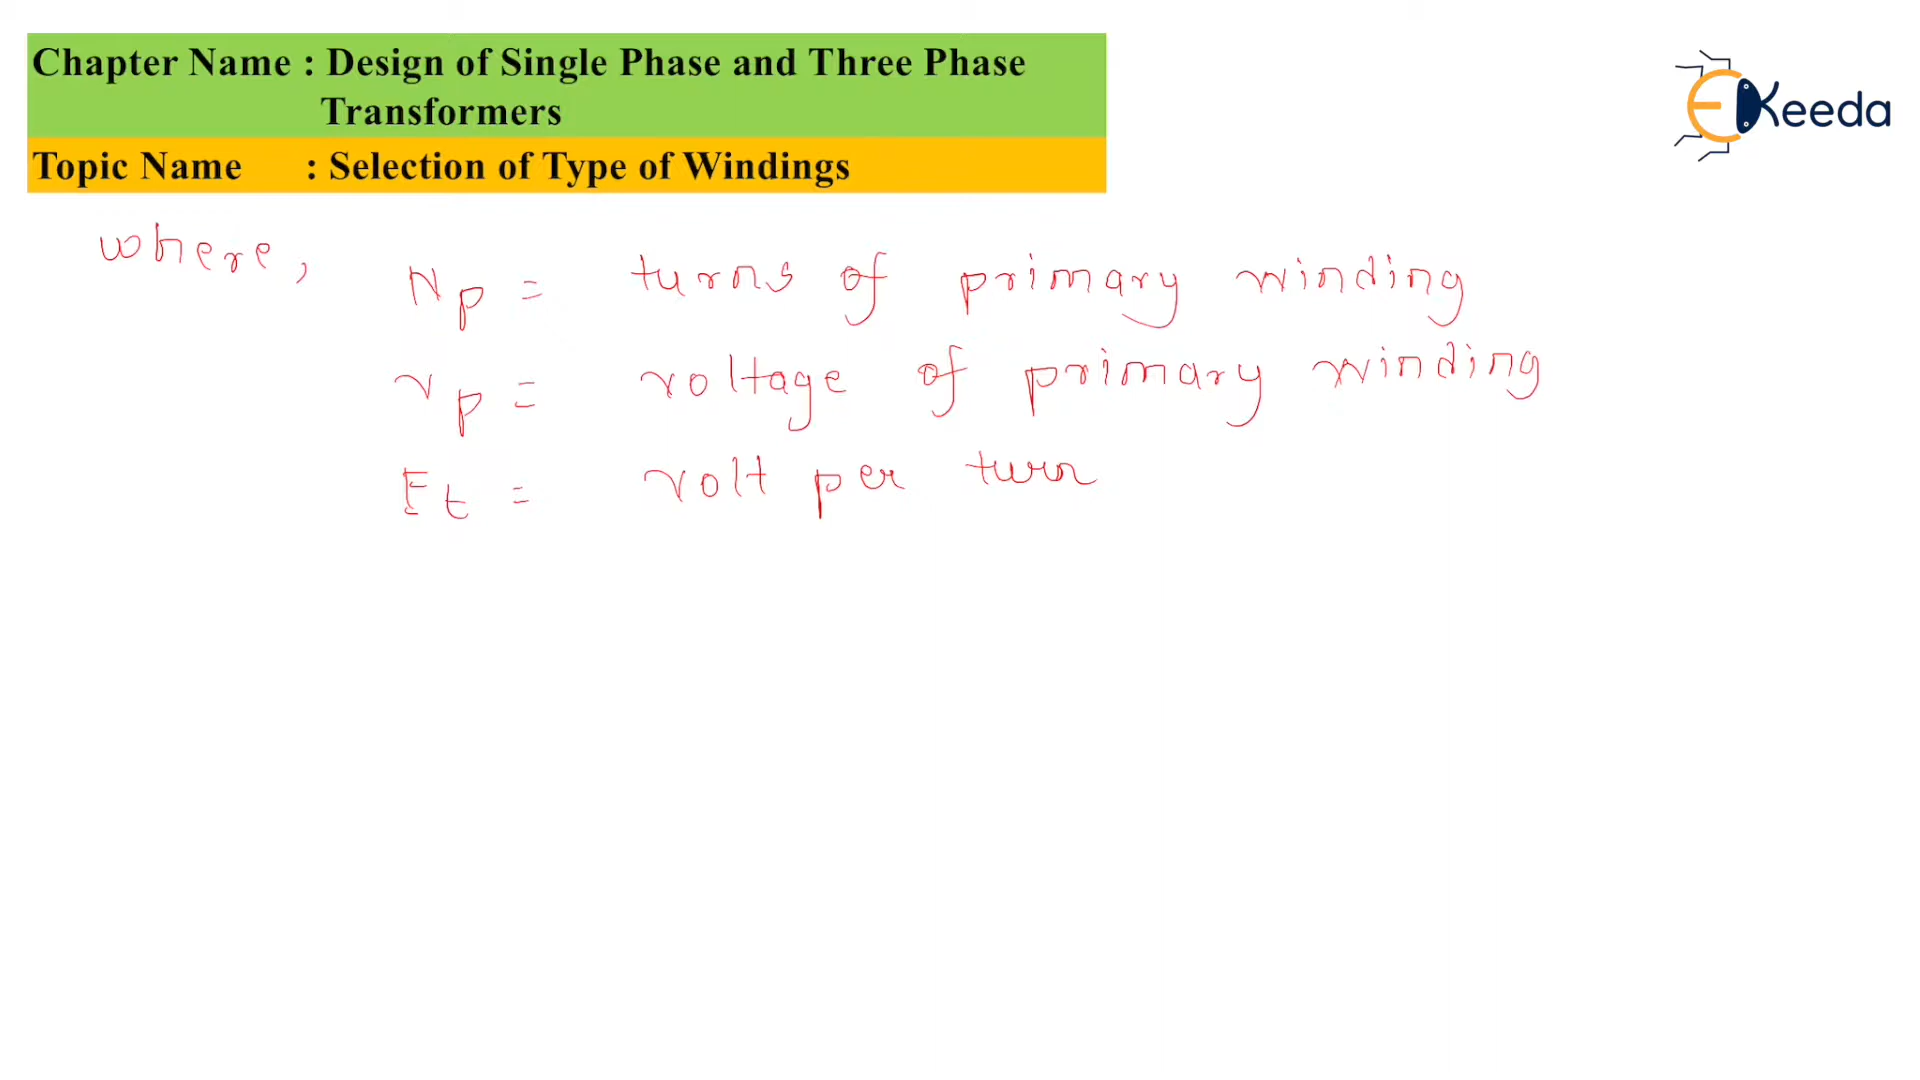 Chapter Name : Design of Single Phase and Three Phase
Transformers
Keeda
Topic Name : Selection of Type of Windings
where,
Np = turns of primary winding
Vp = voltage of primary winding
Et = volt per turn